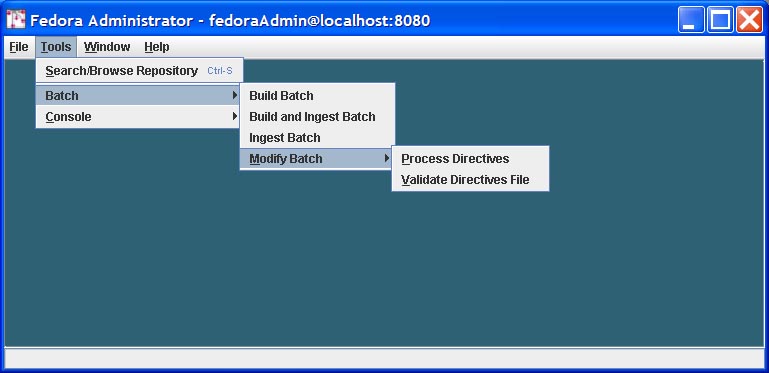 Fedora Administrator - fedoraAdmin@localhost:8080
File Tools Window Help
Search/Browse Repository Ctrl-S
Batch
Console
Build Batch
Build and Ingest Batch
Ingest Batch
Modify Batch
Process Directives
Validate Directives File